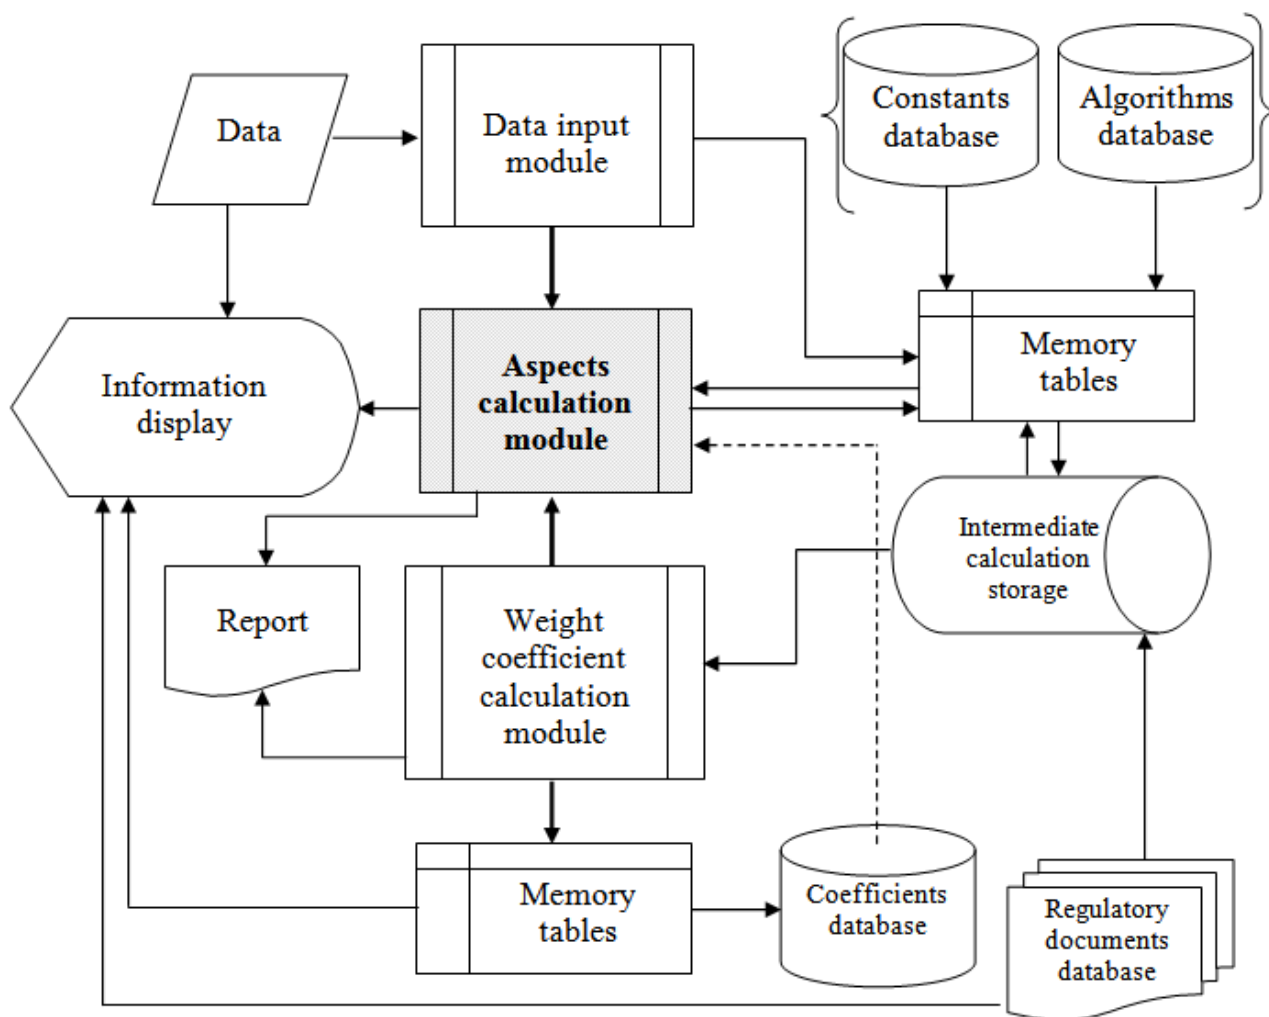 Data
Data input
module
Constants
database
Algorithms
database
Information
display
Aspects
calculation
module
Memory
tables
Intermediate
calculation
storage
Report
Weight
coefficient
calculation
module
Memory
tables
Coefficients
database
Regulatory
documents
database